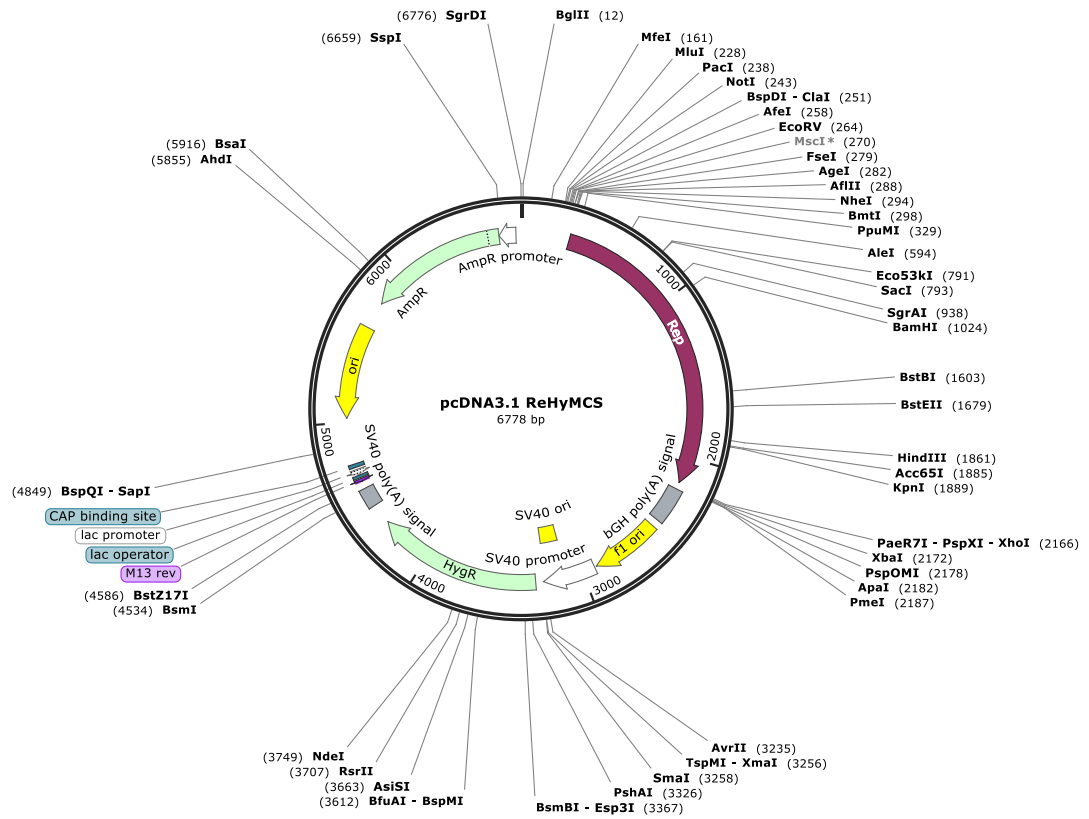 (6776) SgrDI
BglII (12)
(6659) SspI
MfeI (161)
MluI (228)
PacI (238)
NotI (243)
BspDI - ClaI (251)
AfeI (258)
EcoRV (264)
MscI* (270)
FseI (279)
AgeI (282)
AflII (288)
NheI (294)
BmtI (298)
PpuMI (329)
AleI (594)
Eco53kI (791)
SacI (793)
SgrAI (938)
BamHI (1024)
BstBI (1603)
BstEII (1679)
HindIII (1861)
Acc65I (1885)
KpnI (1889)
PaeR7I - PspXI - XhoI (2166)
XbaI (2172)
PspOMI (2178)
ApaI (2182)
PmeI (2187)
AvrII (3235)
TspMI - XmaI (3256)
SmaI (3258)
PshAI (3326)
BsmBI - Esp3I (3367)
(3612) BfuAI - BspMI
(3663) AsiSI
(3707) RsrII
(3749) NdeI
(4534) BsmI
(4586) BstZ17I
M13 rev
lac operator
lac promoter
CAP binding site
(4849) BspQI - SapI
(5855) AhdI
(5916) BsaI
1000
2000
3000
4000
5000
6000
AmpR promoter
AmpR
Rep
ori
pcDNA3.1 ReHyMCS
6778 bp
bGH poly(A) signal
f1 ori
SV40 ori
SV40 promoter
HygR
SV40 poly(A) signal